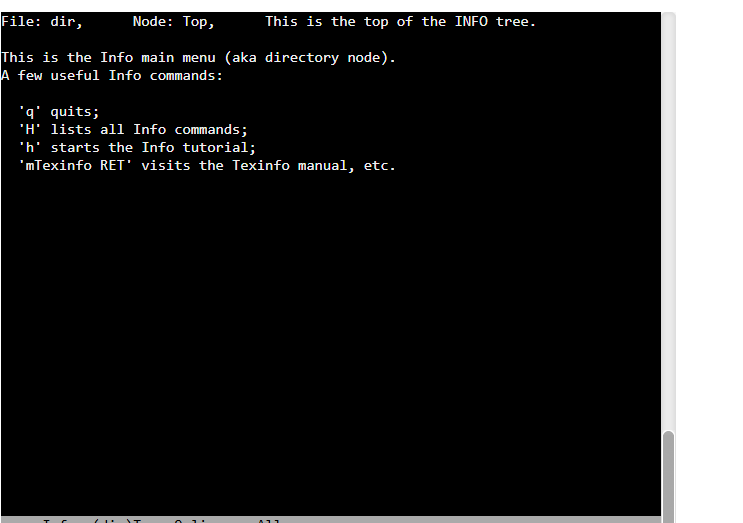 File: dir,      Node: Top,      This is the top of the INFO tree.
This is the Info main menu (aka directory node).
A few useful Info commands:
'q' quits;
'H' lists all Info commands;
'h' starts the Info tutorial;
'mTexinfo RET' visits the Texinfo manual, etc.